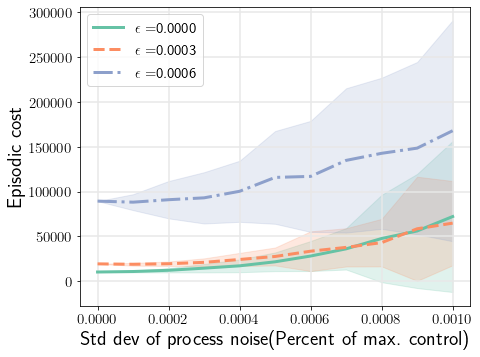 300000
250000
200000
150000
100000
50000
0
Episodic cost
ϵ =0.0000
ϵ =0.0003
ϵ =0.0006
0.0000 0.0002 0.0004 0.0006 0.0008 0.0010
Std dev of process noise(Percent of max. control)